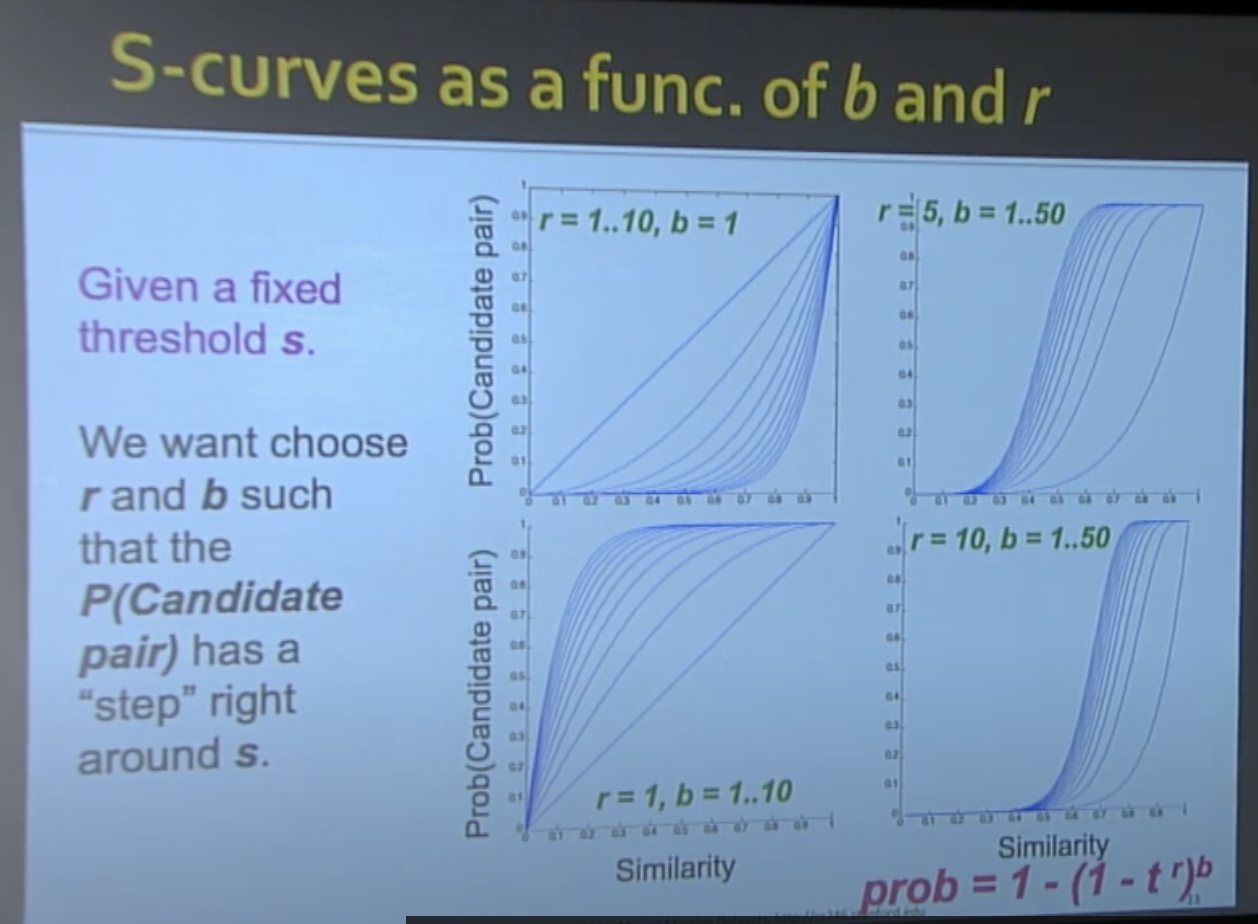 S-curves as a func. of b and r
Given a fixed
threshold s.
We want choose
r and b such
that the
P(Candidate
pair) has a
“step” right
around s.
Prob(Candidate pair)
r = 1..10, b = 1
1
0.9
0.8
0.7
0.6
0.5
0.4
0.3
0.2
0.1
0
0 0.1 0.2 0.3 0.4 0.5 0.6 0.7 0.8 0.9 1
r = 5, b = 1..50
1
0.9
0.8
0.7
0.6
0.5
0.4
0.3
0.2
0.1
0
0 0.1 0.2 0.3 0.4 0.5 0.6 0.7 0.8 0.9 1
Prob(Candidate pair)
1
0.9
0.8
0.7
0.6
0.5
0.4
0.3
0.2
0.1
0
r = 1, b = 1..10
0 0.1 0.2 0.3 0.4 0.5 0.6 0.7 0.8 0.9 1
Similarity
r = 10, b = 1..50
1
0.9
0.8
0.7
0.6
0.5
0.4
0.3
0.2
0.1
0
0 0.1 0.2 0.3 0.4 0.5 0.6 0.7 0.8 0.9 1
Similarity
prob = 1 - (1 - t r)b